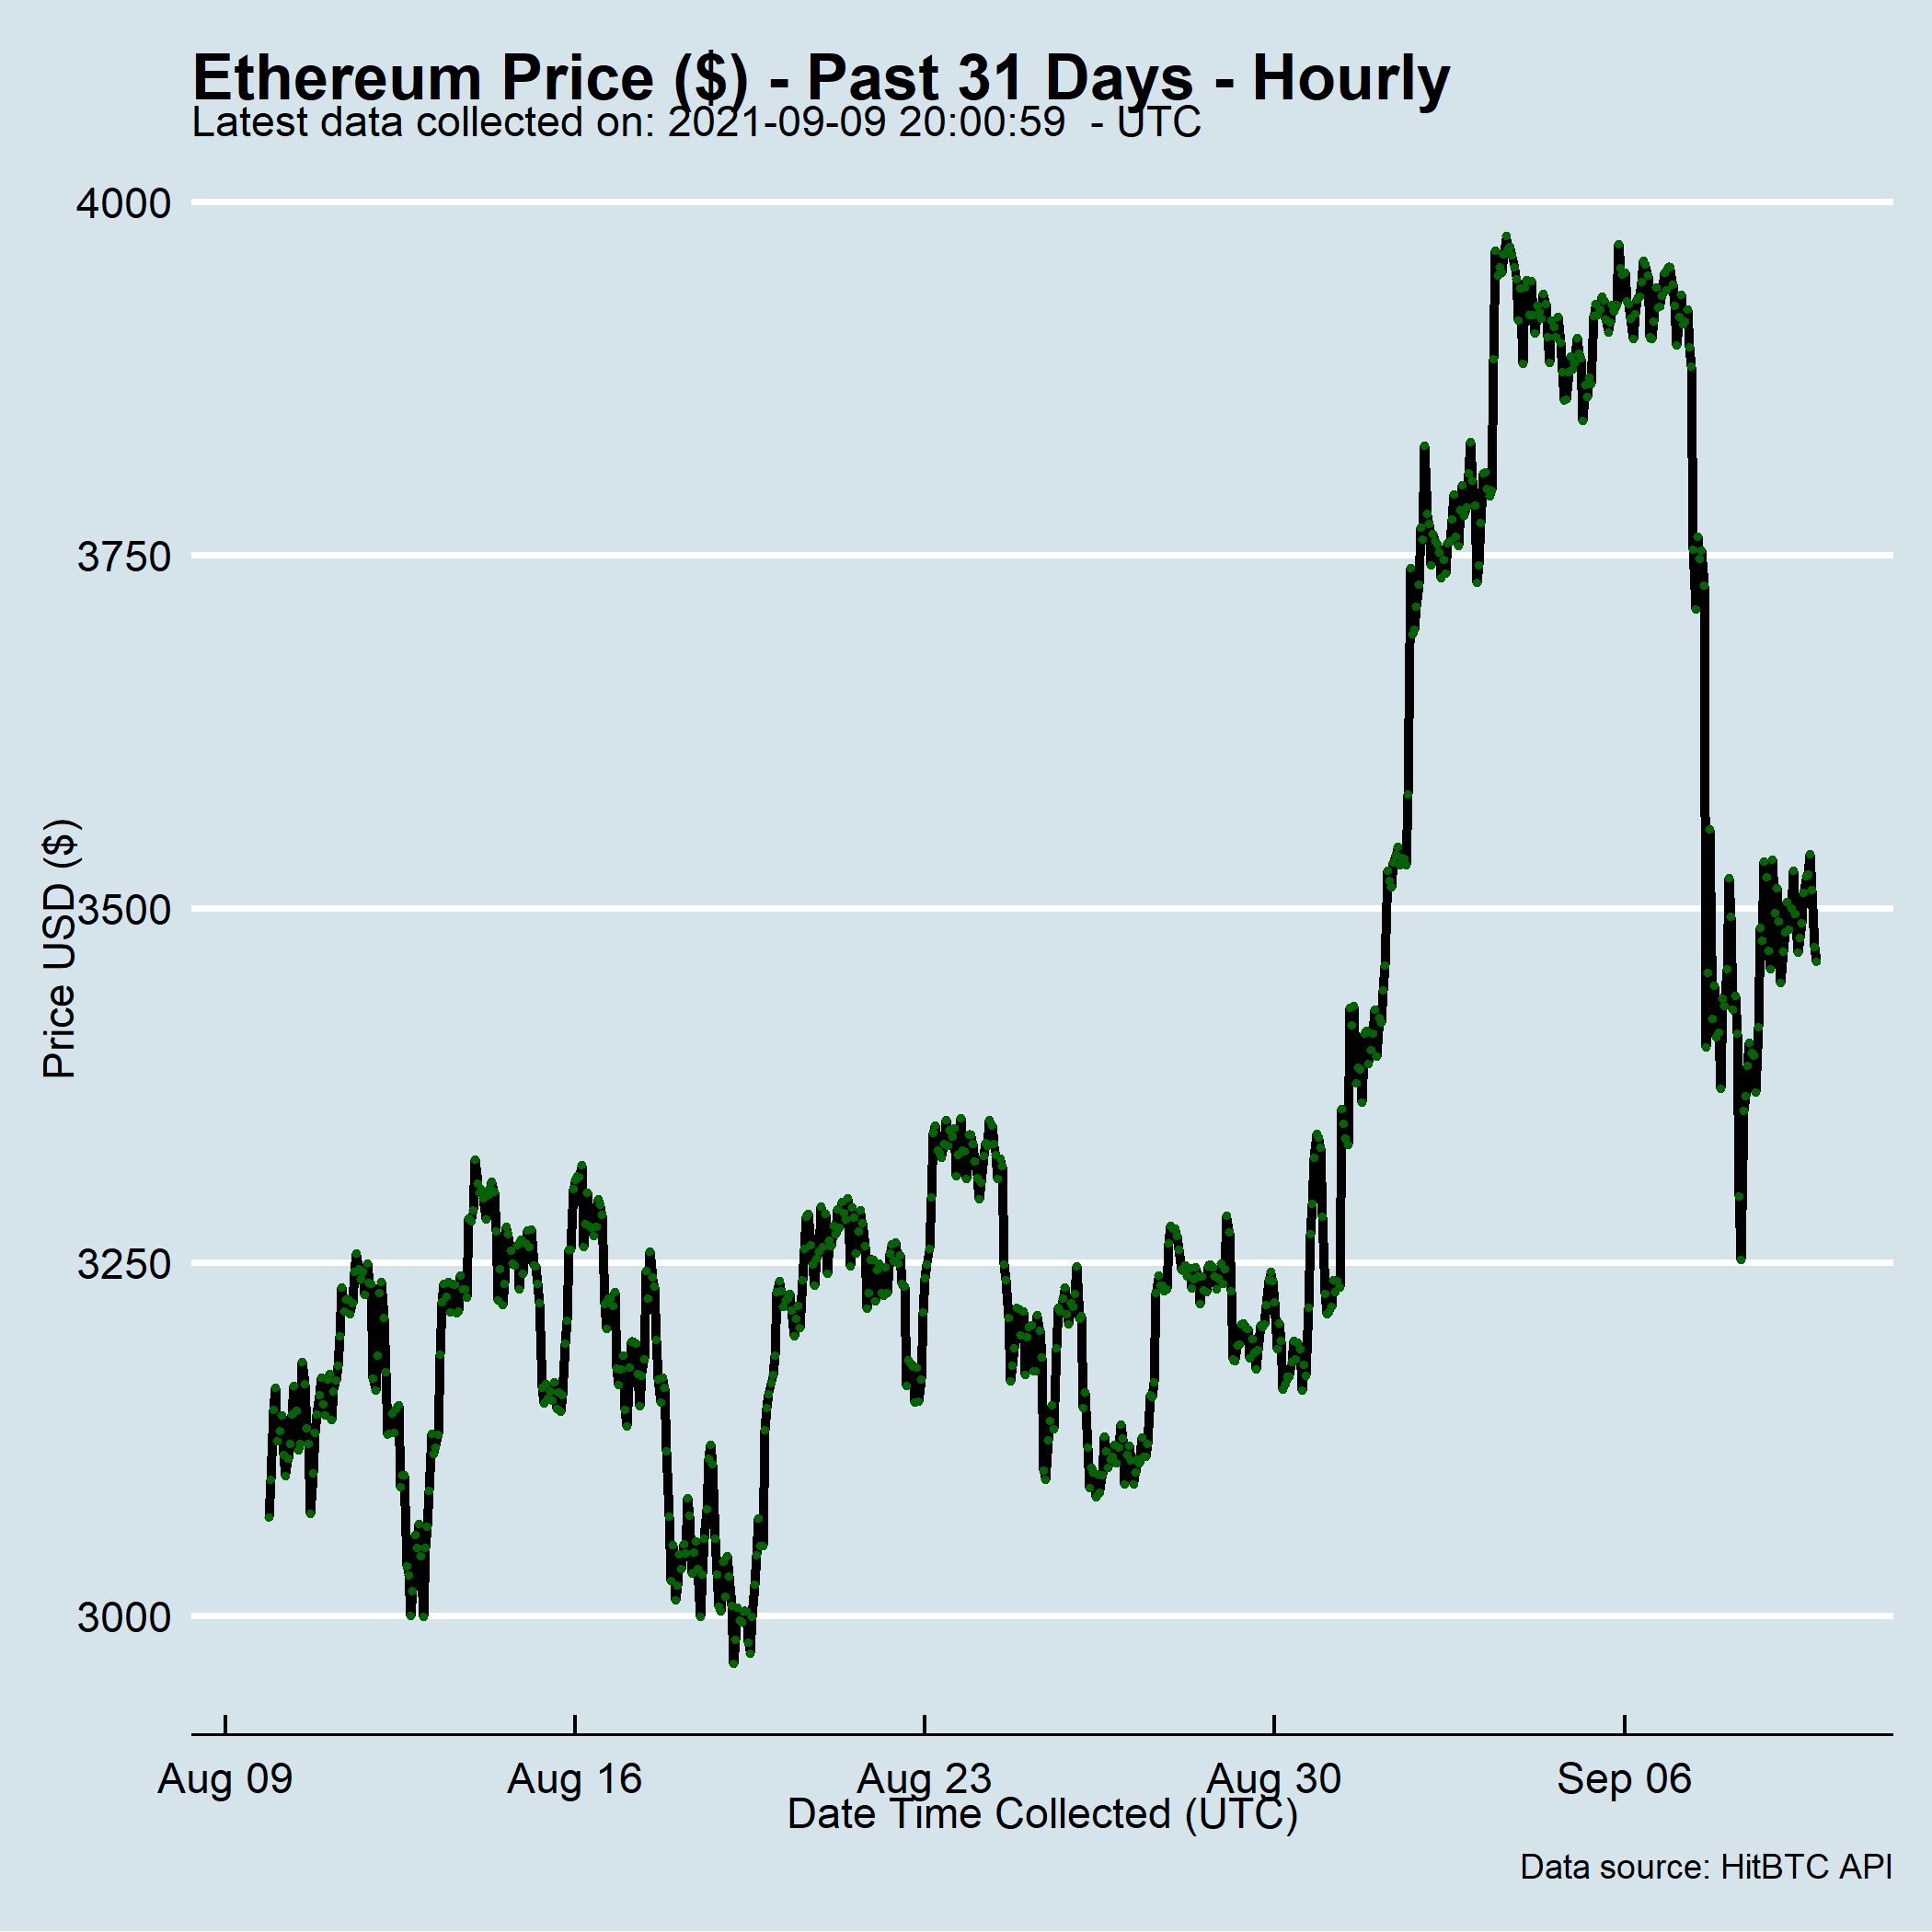 Ethereum Price ($) - Past 31 Days - Hourly
Latest data collected on: 2021-09-09 20:00:59  - UTC
4000
3750
3500
3250
3000
Price USD ($)
Aug 09
Aug 16
Aug 23
Aug 30
Sep 06
Date Time Collected (UTC)
Data source: HitBTC API